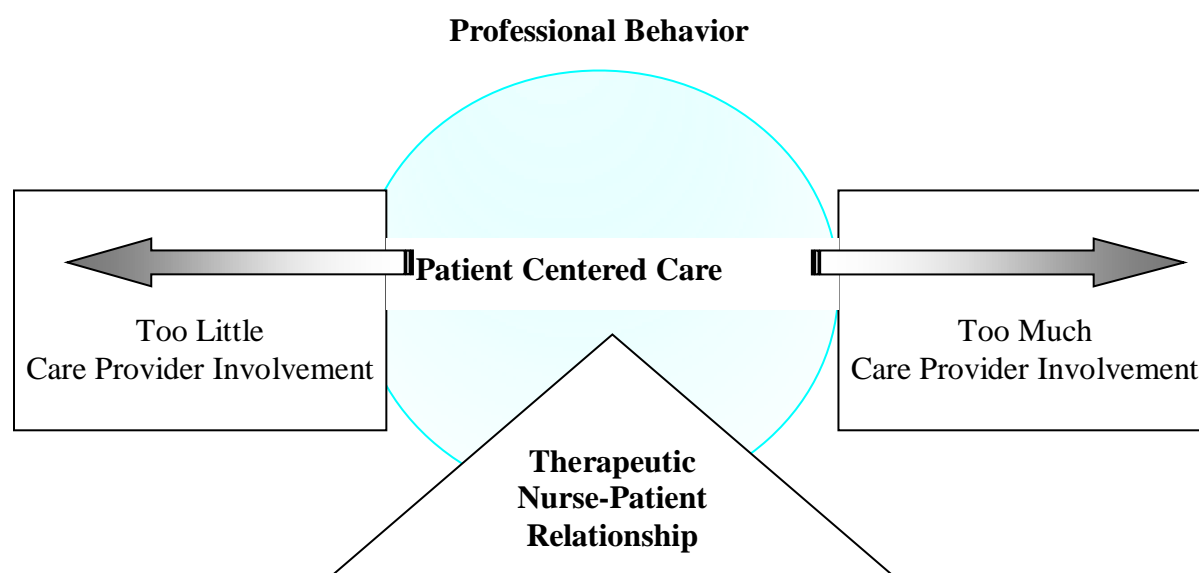 Professional Behavior
Patient Centered Care
Too Little
Care Provider Involvement
Too Much
Care Provider Involvement
Therapeutic
Nurse-Patient
Relationship